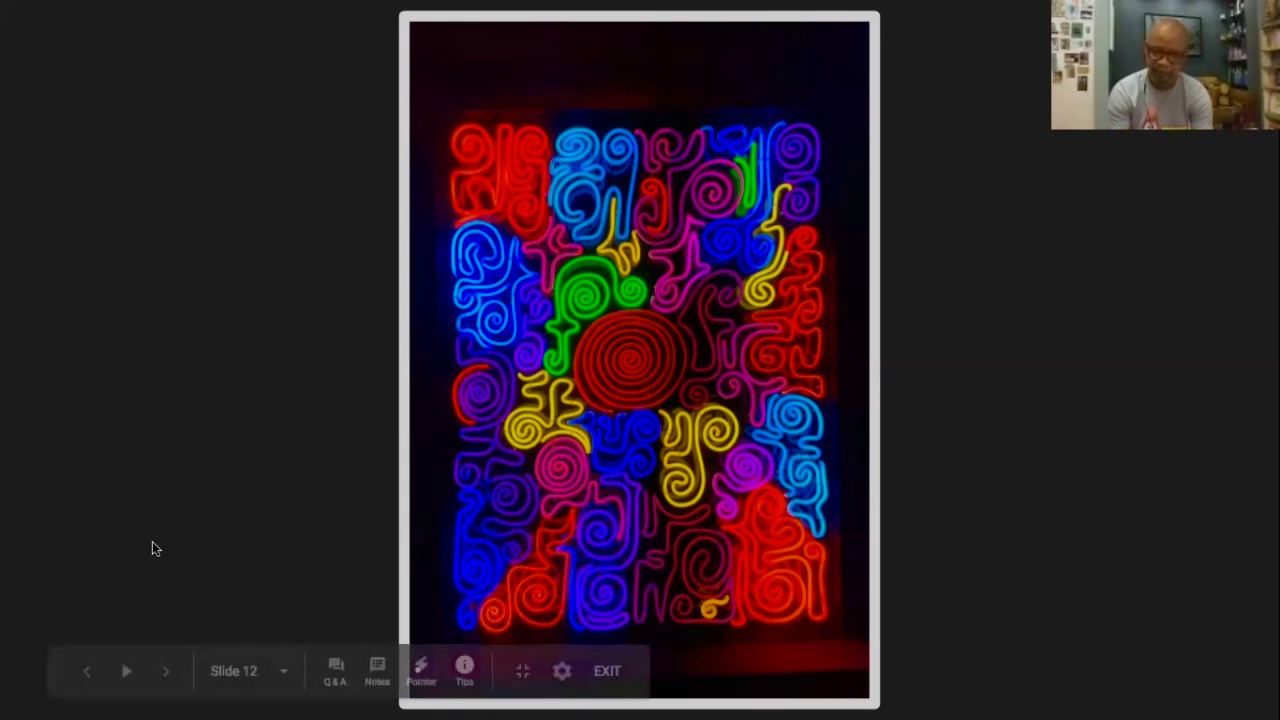 Slide 12
Q & A
Notes
Pointer
Tips
EXIT